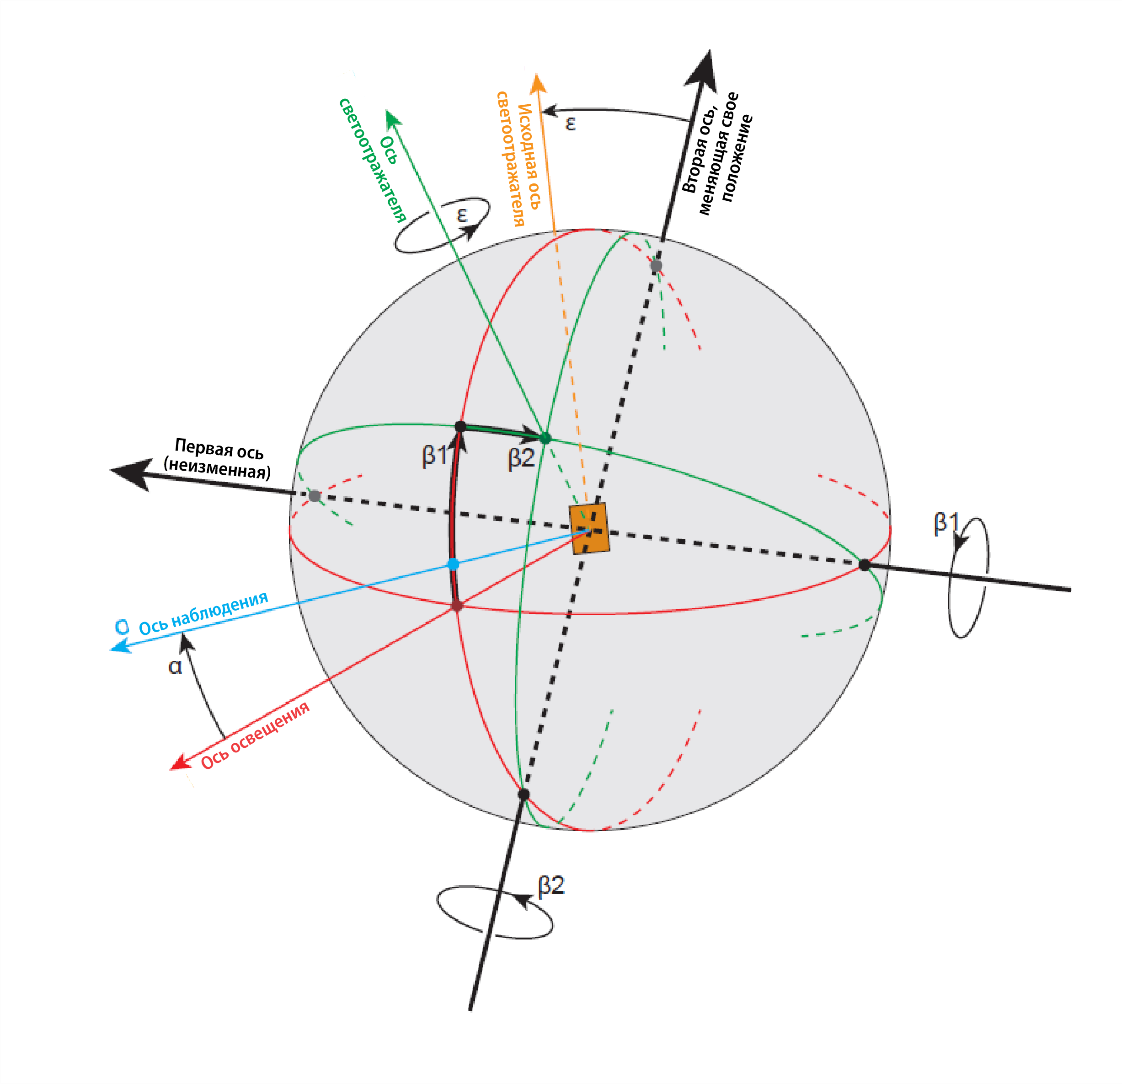 Ось
светоотражателя
Исходная ось
светоотражателя
ε
Вторая ось,
меняющая свое
положение
ε
Первая ось
(неизменная)
β1
β2
β1
α Ось наблюдения
α
Ось освещения
β2